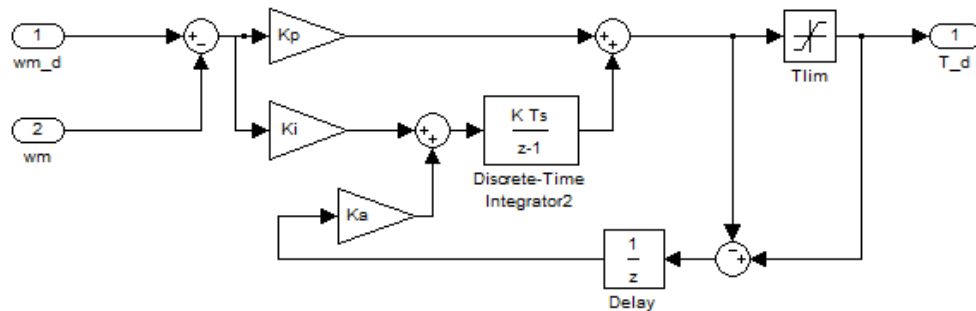 1
wm_d
2
wm
Kp
Ki
Ka
K Ts
z-1
Discrete-Time
Integrator2
1
z
Delay
Tlim
1
T_d